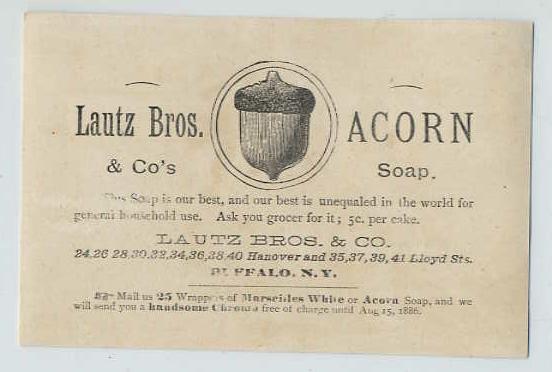 Lautz Bros.
& Co's
ACORN
Soap.
This Soap is our best, and our best is unequaled in the world for
general household use. Ask you grocer for it; 5c. per cake.
LAUTZ BROS. & CO.
24,26 28,30,32,34,36,38,40 Hanover and 35,37,39,41 Lloyd Sts.
BUFFALO, N.Y.
Mail us 25 Wrappers of Marseilles White or Acorn Soap, and we
will send you a handsome Chromo free of charge until Aug 15, 1886.